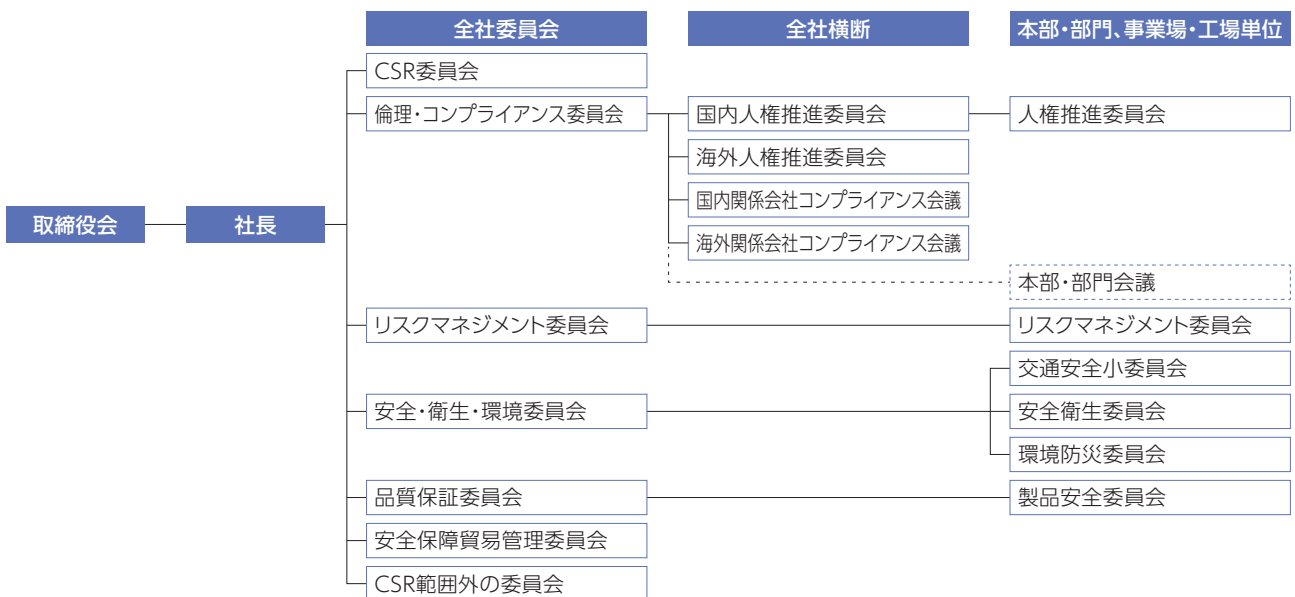 全社委員会
全社横断
本部・部門、事業場・工場単位
CSR委員会
倫理・コンプライアンス委員会
国内人権推進委員会
人権推進委員会
海外人権推進委員会
国内関係会社コンプライアンス会議
取締役会
社長
海外関係会社コンプライアンス会議
本部・部門会議
リスクマネジメント委員会
リスクマネジメント委員会
交通安全小委員会
安全・衛生・環境委員会
安全衛生委員会
環境防災委員会
品質保証委員会
製品安全委員会
安全保障貿易管理委員会
CSR範囲外の委員会